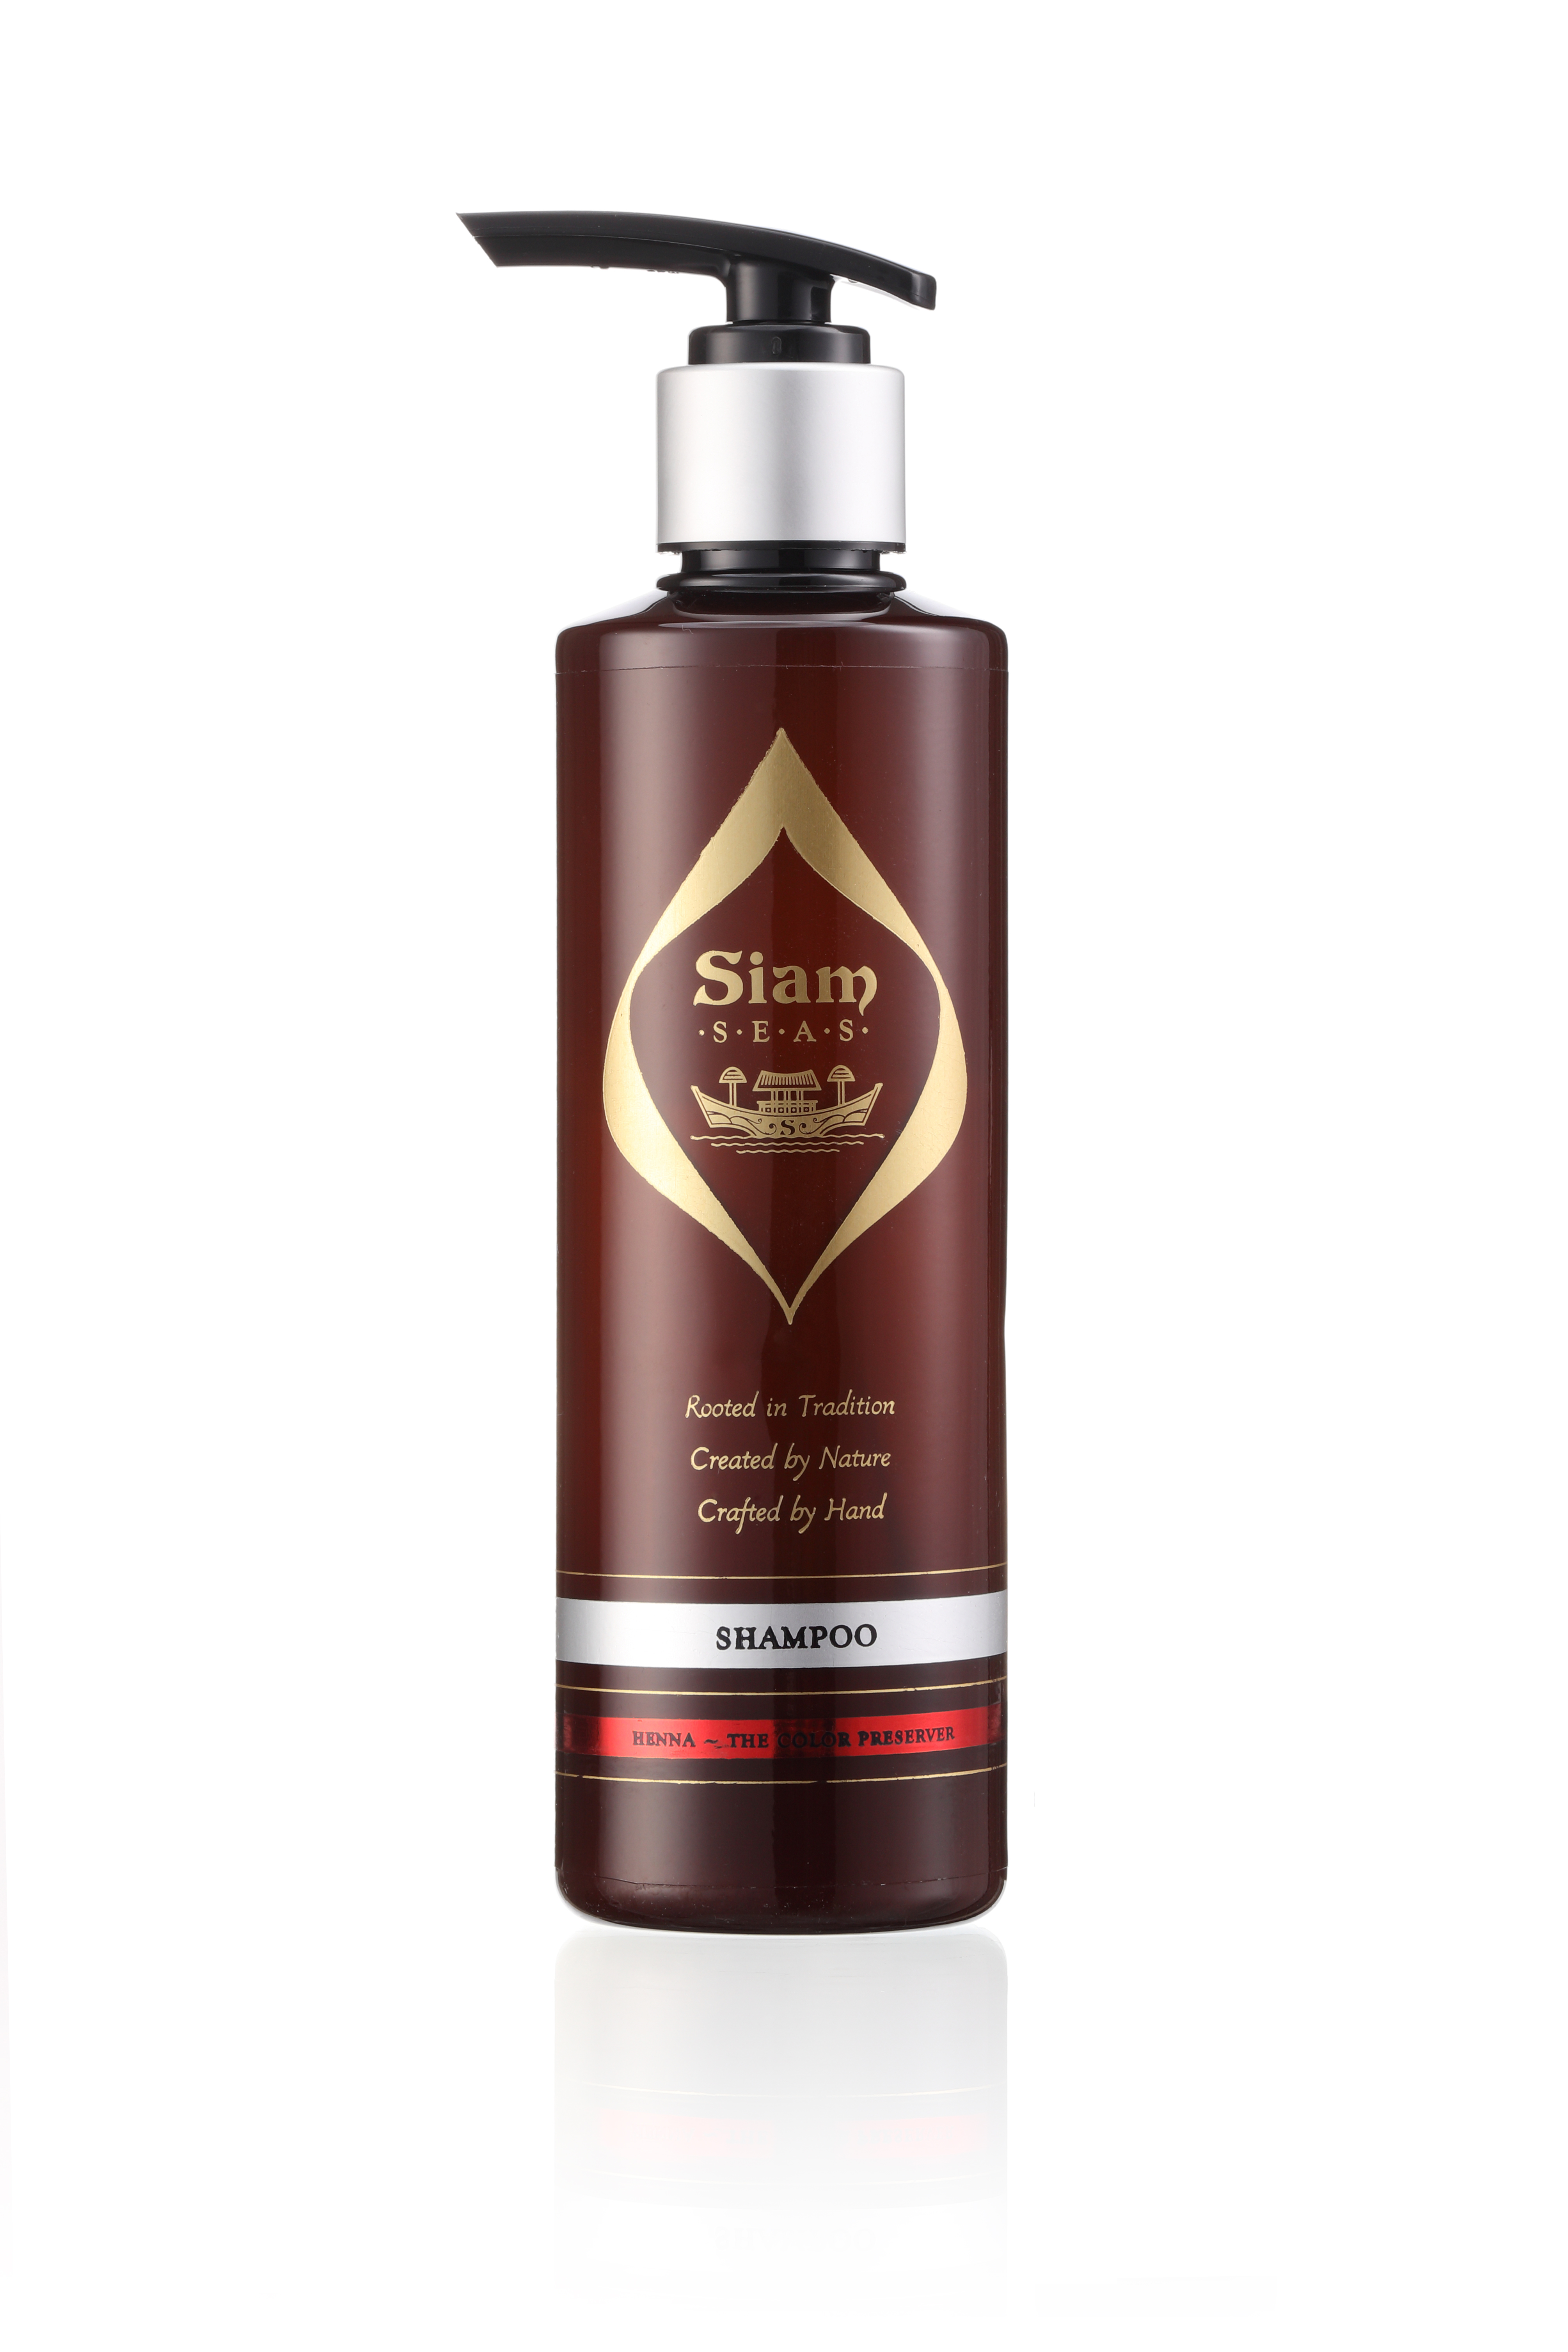 Siam
·S·E·A·S·
S
Rooted in Tradition
Created by Nature
Crafted by Hand
SHAMPOO
HENNA ~ THE COLOR PRESERVER